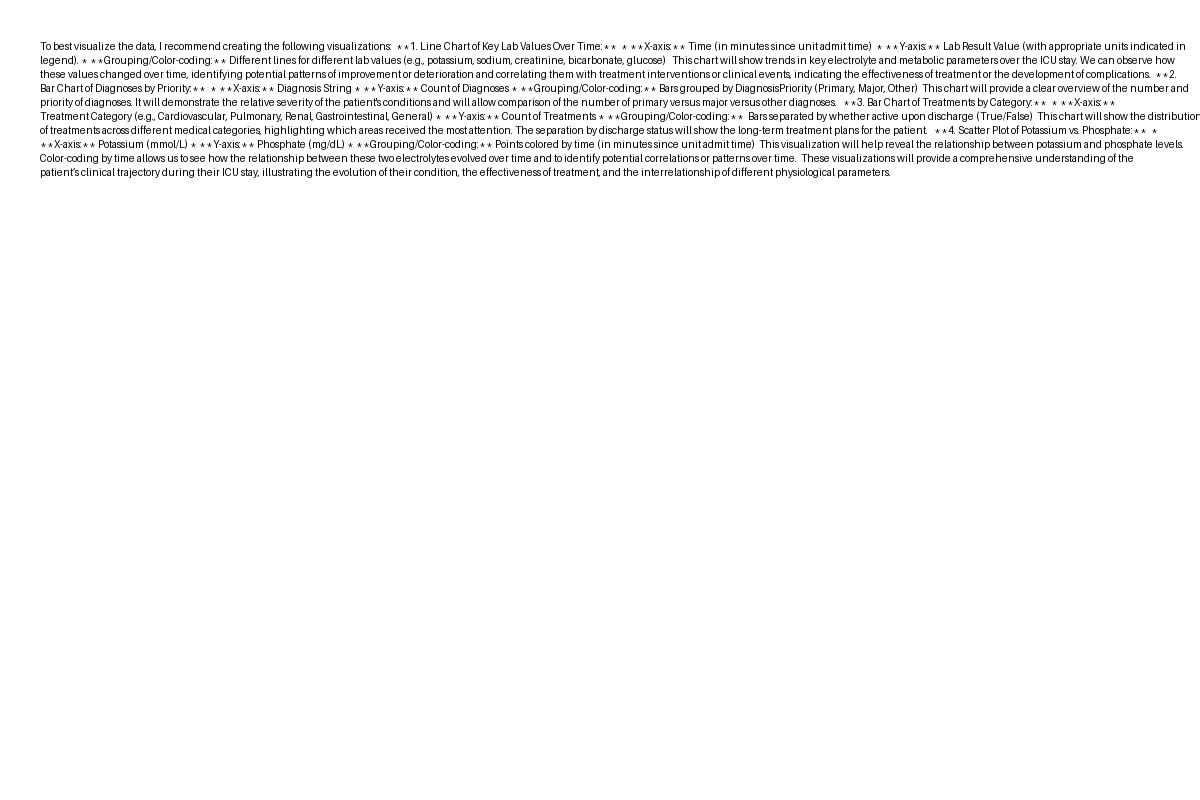 To best visualize the data, I recommend creating the following visualizations: **1. Line Chart of Key Lab Values Over Time:** * **X-axis:** Time (in minutes since unit admit time) * **Y-axis:** Lab Result Value (with appropriate units indicated in
legend). * **Grouping/Color-coding:** Different lines for different lab values (e.g., potassium, sodium, creatinine, bicarbonate, glucose) This chart will show trends in key electrolyte and metabolic parameters over the ICU stay. We can observe how
these values changed over time, identifying potential patterns of improvement or deterioration and correlating them with treatment interventions or clinical events, indicating the effectiveness of treatment or the development of complications. **2.
Bar Chart of Diagnoses by Priority:** * **X-axis:** Diagnosis String * **Y-axis:** Count of Diagnoses * **Grouping/Color-coding:** Bars grouped by DiagnosisPriority (Primary, Major, Other) This chart will provide a clear overview of the number and
priority of diagnoses. It will demonstrate the relative severity of the patient's conditions and will allow comparison of the number of primary versus major versus other diagnoses. **3. Bar Chart of Treatments by Category:** * **X-axis:**
Treatment Category (e.g., Cardiovascular, Pulmonary, Renal, Gastrointestinal, General) * **Y-axis:** Count of Treatments * **Grouping/Color-coding:** Bars separated by whether active upon discharge (True/False) This chart will show the distribution
of treatments across different medical categories, highlighting which areas received the most attention. The separation by discharge status will show the long-term treatment plans for the patient. **4. Scatter Plot of Potassium vs. Phosphate:** *
**X-axis:** Potassium (mmol/L) * **Y-axis:** Phosphate (mg/dL) * **Grouping/Color-coding:** Points colored by time (in minutes since unit admit time) This visualization will help reveal the relationship between potassium and phosphate levels.
Color-coding by time allows us to see how the relationship between these two electrolytes evolved over time and to identify potential correlations or patterns over time. These visualizations will provide a comprehensive understanding of the
patient's clinical trajectory during their ICU stay, illustrating the evolution of their condition, the effectiveness of treatment, and the interrelationship of different physiological parameters.